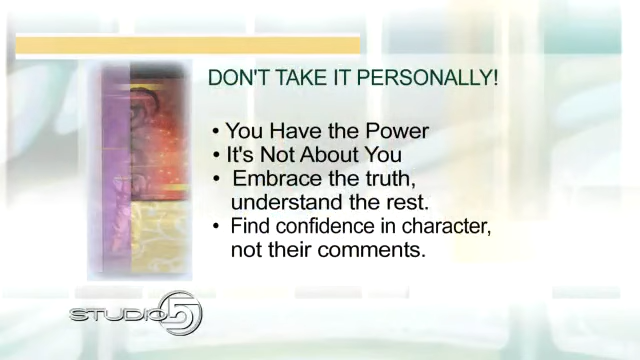 DON'T TAKE IT PERSONALLY!
• You Have the Power
• It's Not About You
• Embrace the truth,
understand the rest.
• Find confidence in character,
not their comments.
STUDIO 5